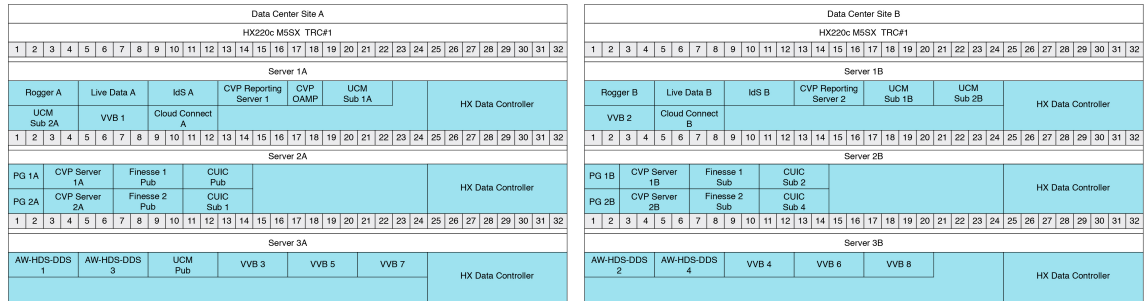 Data Center Site A
HX220c M5SX TRC#1
1 2 3 4 5 6 7 8 9 10 11 12 13 14 15 16 17 18 19 20 21 22 23 24 25 26 27 28 29 30 31 32
Server 1A
Rogger A Live Data A IdS A CVP Reporting Server 1 CVP OAMP UCM Sub 1A HX Data Controller
UCM Sub 2A VVB 1 Cloud Connect A
1 2 3 4 5 6 7 8 9 10 11 12 13 14 15 16 17 18 19 20 21 22 23 24 25 26 27 28 29 30 31 32
Server 2A
PG 1A CVP Server 1A Finesse 1 Pub CUIC Pub HX Data Controller
PG 2A CVP Server 2A Finesse 2 Pub CUIC Sub 1
1 2 3 4 5 6 7 8 9 10 11 12 13 14 15 16 17 18 19 20 21 22 23 24 25 26 27 28 29 30 31 32
Server 3A
AW-HDS-DDS 1 AW-HDS-DDS 3 UCM Pub VVB 3 VVB 5 VVB 7 HX Data Controller
Data Center Site B
HX220c M5SX TRC#1
1 2 3 4 5 6 7 8 9 10 11 12 13 14 15 16 17 18 19 20 21 22 23 24 25 26 27 28 29 30 31 32
Server 1B
Rogger B Live Data B IdS B CVP Reporting Server 2 UCM Sub 1B UCM Sub 2B HX Data Controller
VVB 2 Cloud Connect B
1 2 3 4 5 6 7 8 9 10 11 12 13 14 15 16 17 18 19 20 21 22 23 24 25 26 27 28 29 30 31 32
Server 2B
PG 1B CVP Server 1B Finesse 1 Sub CUIC Sub 2 HX Data Controller
PG 2B CVP Server 2B Finesse 2 Sub CUIC Sub 4
1 2 3 4 5 6 7 8 9 10 11 12 13 14 15 16 17 18 19 20 21 22 23 24 25 26 27 28 29 30 31 32
Server 3B
AW-HDS-DDS 2 AW-HDS-DDS 4 VVB 4 VVB 6 VVB 8 HX Data Controller